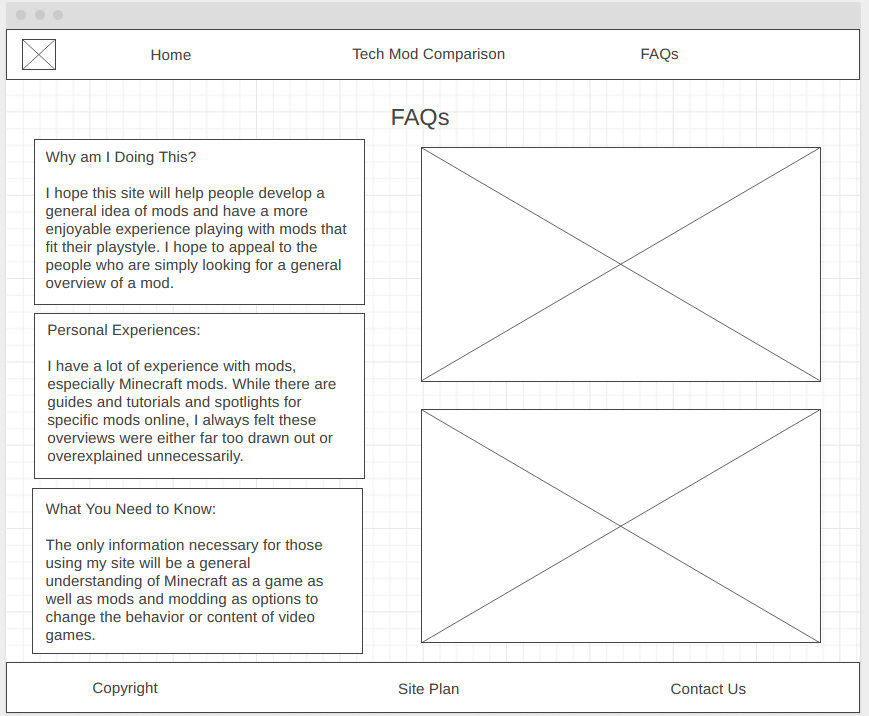 Home
Tech Mod Comparison
FAQs
FAQs
Why am I Doing This?
I hope this site will help people develop a
general idea of mods and have a more
enjoyable experience playing with mods that
fit their playstyle. I hope to appeal to the
people who are simply looking for a general
overview of a mod.
Personal Experiences:
I have a lot of experience with mods,
especially Minecraft mods. While there are
guides and tutorials and spotlights for
specific mods online, I always felt these
overviews were either far too drawn out or
overexplained unnecessarily.
What You Need to Know:
The only information necessary for those
using my site will be a general
understanding of Minecraft as a game as
well as mods and modding as options to
change the behavior or content of video
games.
Copyright
Site Plan
Contact Us